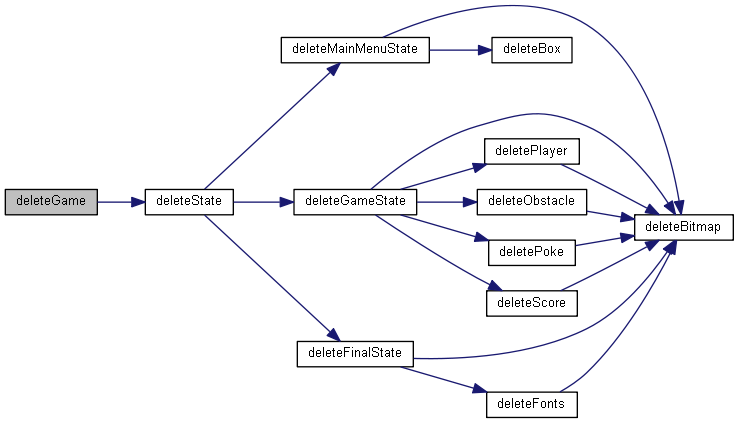 deleteMainMenuState
deleteBox
deletePlayer
deleteGame
deleteState
deleteGameState
deleteObstacle
deleteBitmap
deletePoke
deleteScore
deleteFinalState
deleteFonts